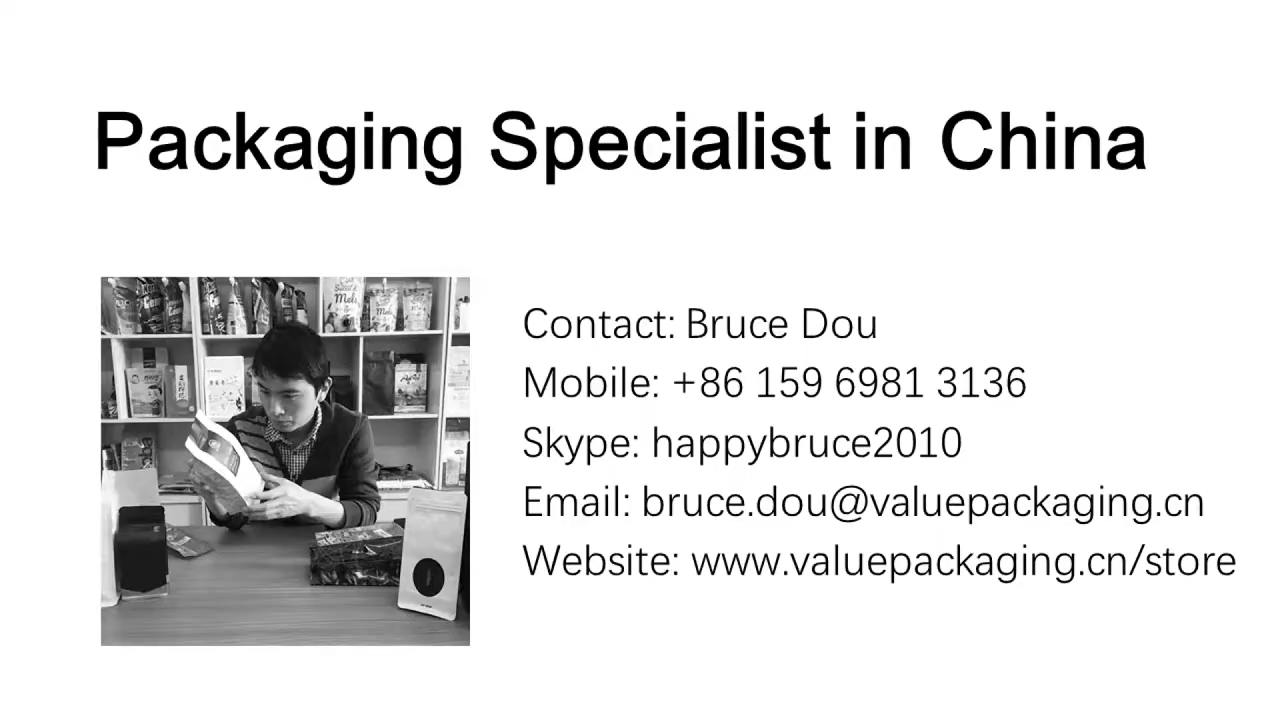 Packaging Specialist in China
Contact: Bruce Dou
Mobile: +86 159 6981 3136
Skype: happybruce2010
Email: bruce.dou@valuepackaging.cn
Website: www.valuepackaging.cn/store